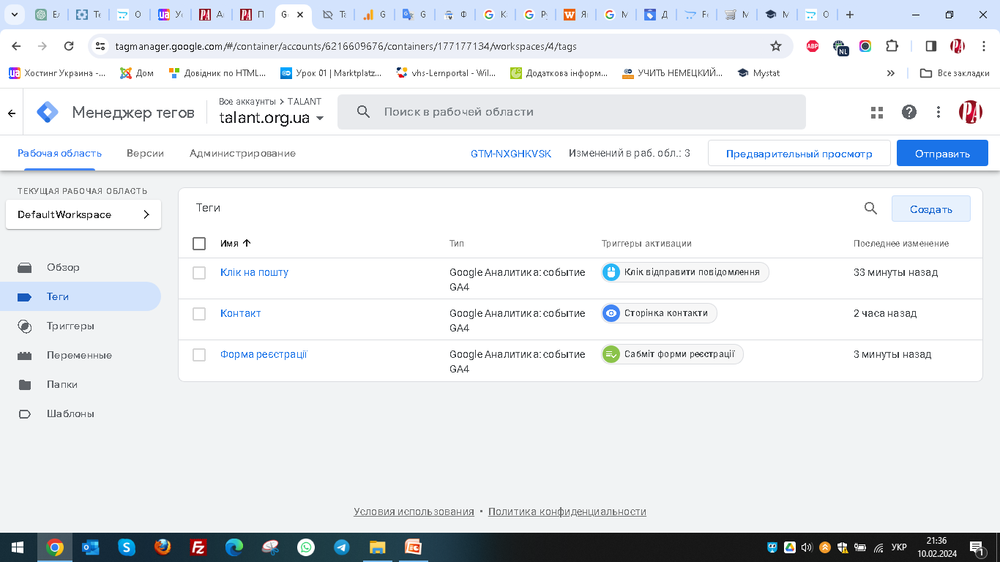 tagmanager.google.com/#/container/accounts/6216609676/containers/177177134/workspaces/4/tags
Хостинг Украина -...
Дом
Довідник по HTML...
Урок 01 | Marktplatz...
vhs-Lernportal - Wil...
Додаткова інформ...
УЧИТЬ НЕМЕЦКИЙ...
Mystat
Все закладки
Менеджер тегов
Все аккаунты > TALANT
talant.org.ua
Поиск в рабочей области
Рабочая область
Версии
Администрирование
GTM-NXGHKVSK
Изменений в раб. обл.: 3
Предварительный просмотр
Отправить
ТЕКУЩАЯ РАБОЧАЯ ОБЛАСТЬ
Default Workspace
Обзор
Теги
Триггеры
Переменные
Папки
Шаблоны
Теги
Создать
Имя
Тип
Триггеры активации
Последнее изменение
Клік на пошту
Google Аналитика: событие
GA4
Клік відправити повідомлення
33 минуты назад
Контакт
Google Аналитика: событие
GA4
Сторінка контакти
2 часа назад
Форма реєстрації
Google Аналитика: событие
GA4
Сабміт форми реєстрації
3 минуты назад
Условия использования • Политика конфиденциальности
УКР
21:36
10.02.2024